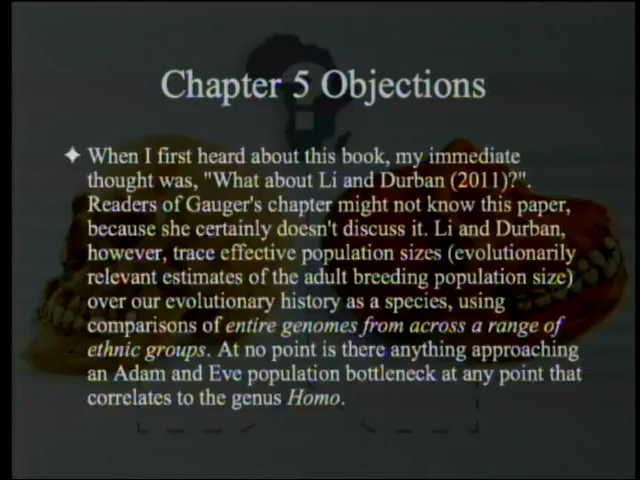 Chapter 5 Objections
✦ When I first heard about this book, my immediate
thought was, "What about Li and Durban (2011)?".
Readers of Gauger's chapter might not know this paper,
because she certainly doesn't discuss it. Li and Durban,
however, trace effective population sizes (evolutionarily
relevant estimates of the adult breeding population size)
over our evolutionary history as a species, using
comparisons of entire genomes from across a range of
ethnic groups. At no point is there anything approaching
an Adam and Eve population bottleneck at any point that
correlates to the genus Homo.